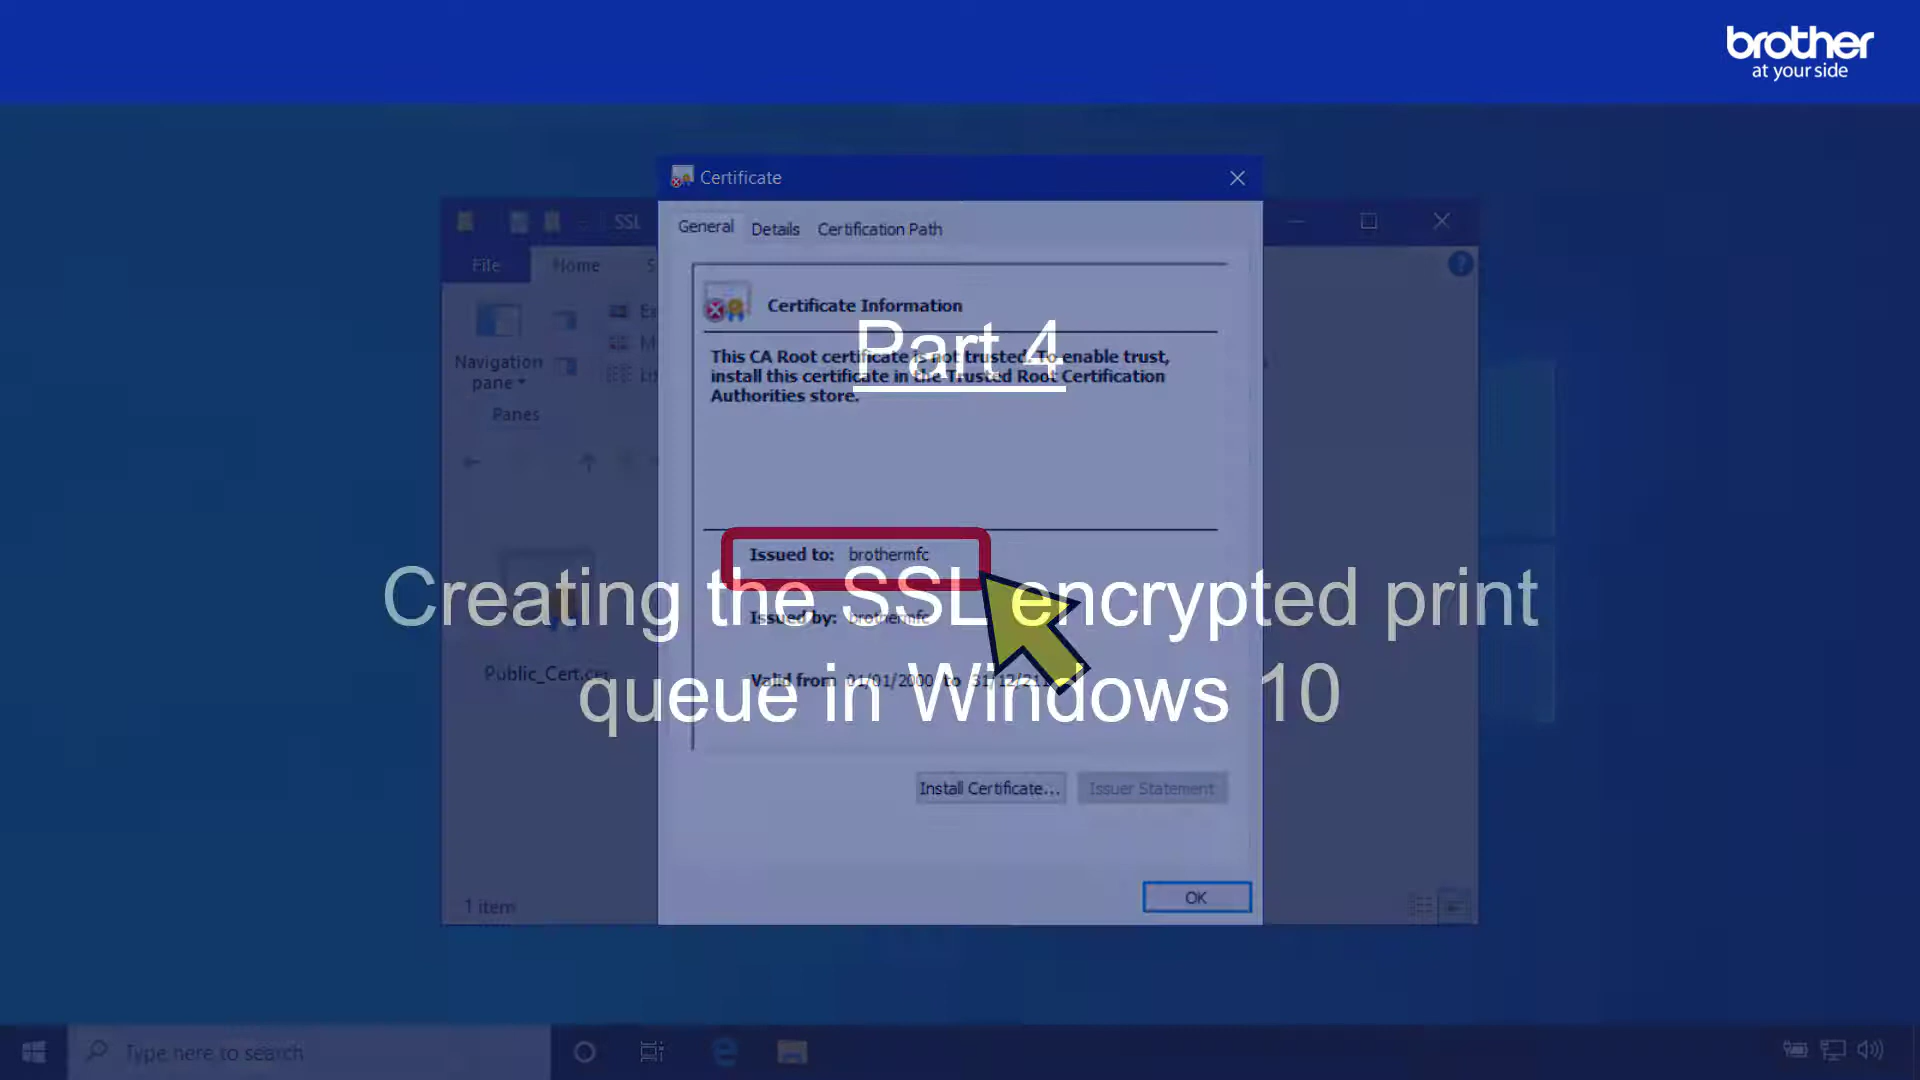 brother
at your side
Certificate
SSL
General
Details
Certification Path
File
Home
Certificate Information
Part 4
This CA Root certificate is not trusted. To enable trust,
install this certificate in the Trusted Root Certification
Authorities store.
Navigation
pane
Panes
Issued to: brothermfc
Creating the SSL encrypted print
queue in Windows 10
Issued by: brothermfc
Public_Cert.cer
Valid from 01/01/2000 to
Install Certificate...
Issuer Statement
OK
1 item
Type here to search